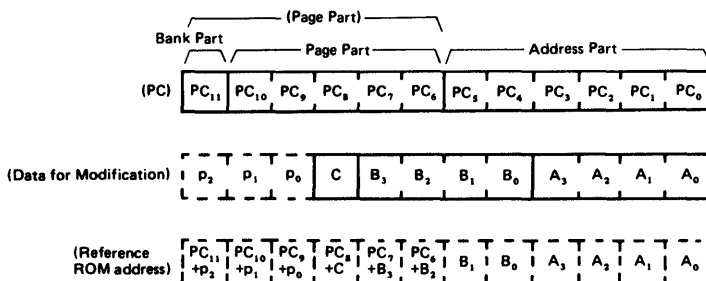 (Page Part)
Bank Part Page Part Address Part
(PC) PC₁₁ PC₁₀ PC₉ PC₈ PC₇ PC₆ PC₅ PC₄ PC₃ PC₂ PC₁ PC₀
(Data for Modification) p₂ p₁ p₀ C B₃ B₂ B₁ B₀ A₃ A₂ A₁ A₀
(Reference PC₁₁ PC₁₀ PC₉ PC₈ PC₇ PC₆ B₁ B₀ A₃ A₂ A₁ A₀
ROM address) +p₂ +p₁ +p₀ +C +B₃ +B₂